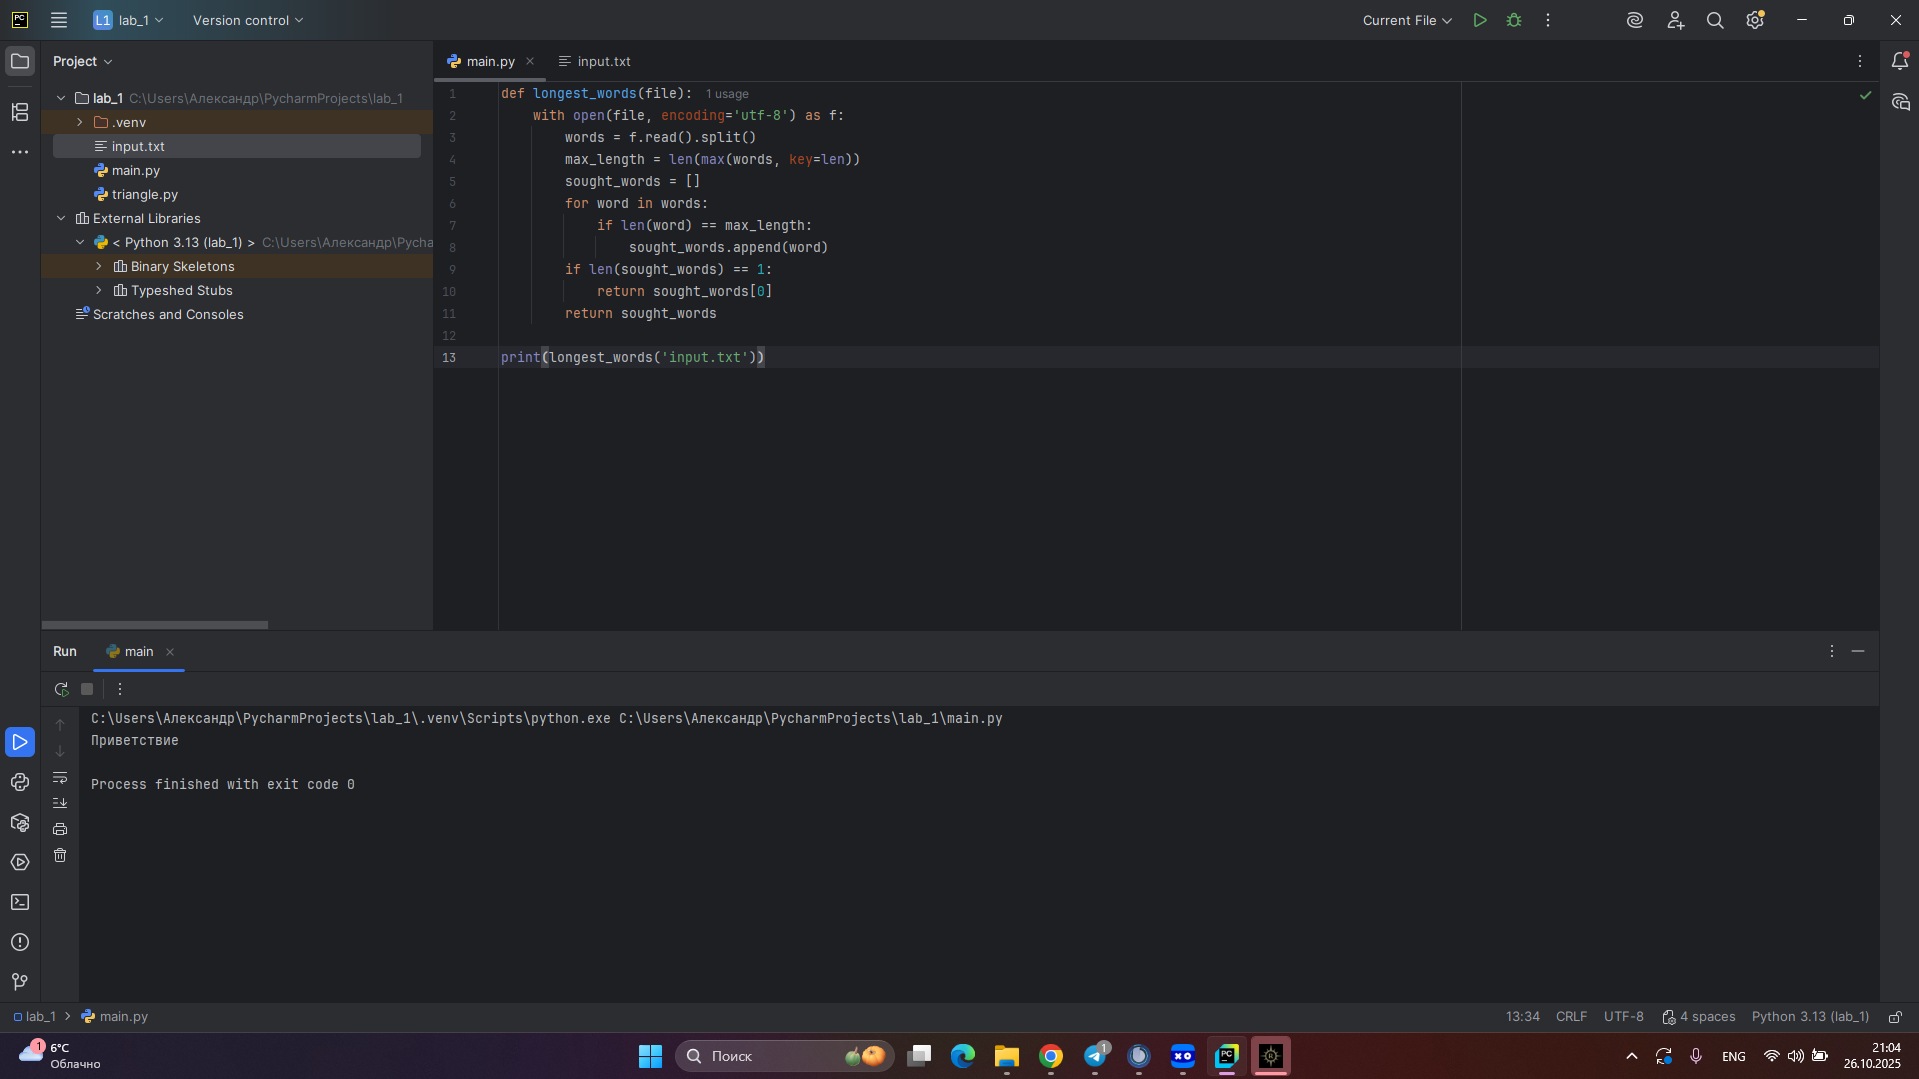 L1 lab_1 Version control Current File
Project
main.py
input.txt
lab_1 C:\Users\Александр\PycharmProjects\lab_1
.venv
input.txt
main.py
triangle.py
External Libraries
< Python 3.13 (lab_1) > C:\Users\Александр\Pycha
Binary Skeletons
Typeshed Stubs
Scratches and Consoles
1 def longest_words(file): 1 usage
2 with open(file, encoding='utf-8') as f:
3 words = f.read().split()
4 max_length = len(max(words, key=len))
5 sought_words = []
6 for word in words:
7 if len(word) == max_length:
8 sought_words.append(word)
9 if len(sought_words) == 1:
10 return sought_words[0]
11 return sought_words
12
13 print(longest_words('input.txt'))
Run main
C:\Users\Александр\PycharmProjects\lab_1\.venv\Scripts\python.exe C:\Users\Александр\PycharmProjects\lab_1\main.py
Приветствие
Process finished with exit code 0
lab_1 > main.py 13:34 CRLF UTF-8 4 spaces Python 3.13 (lab_1)
1 6°C
Облачно
Поиск
1
ENG
21:04
26.10.2025